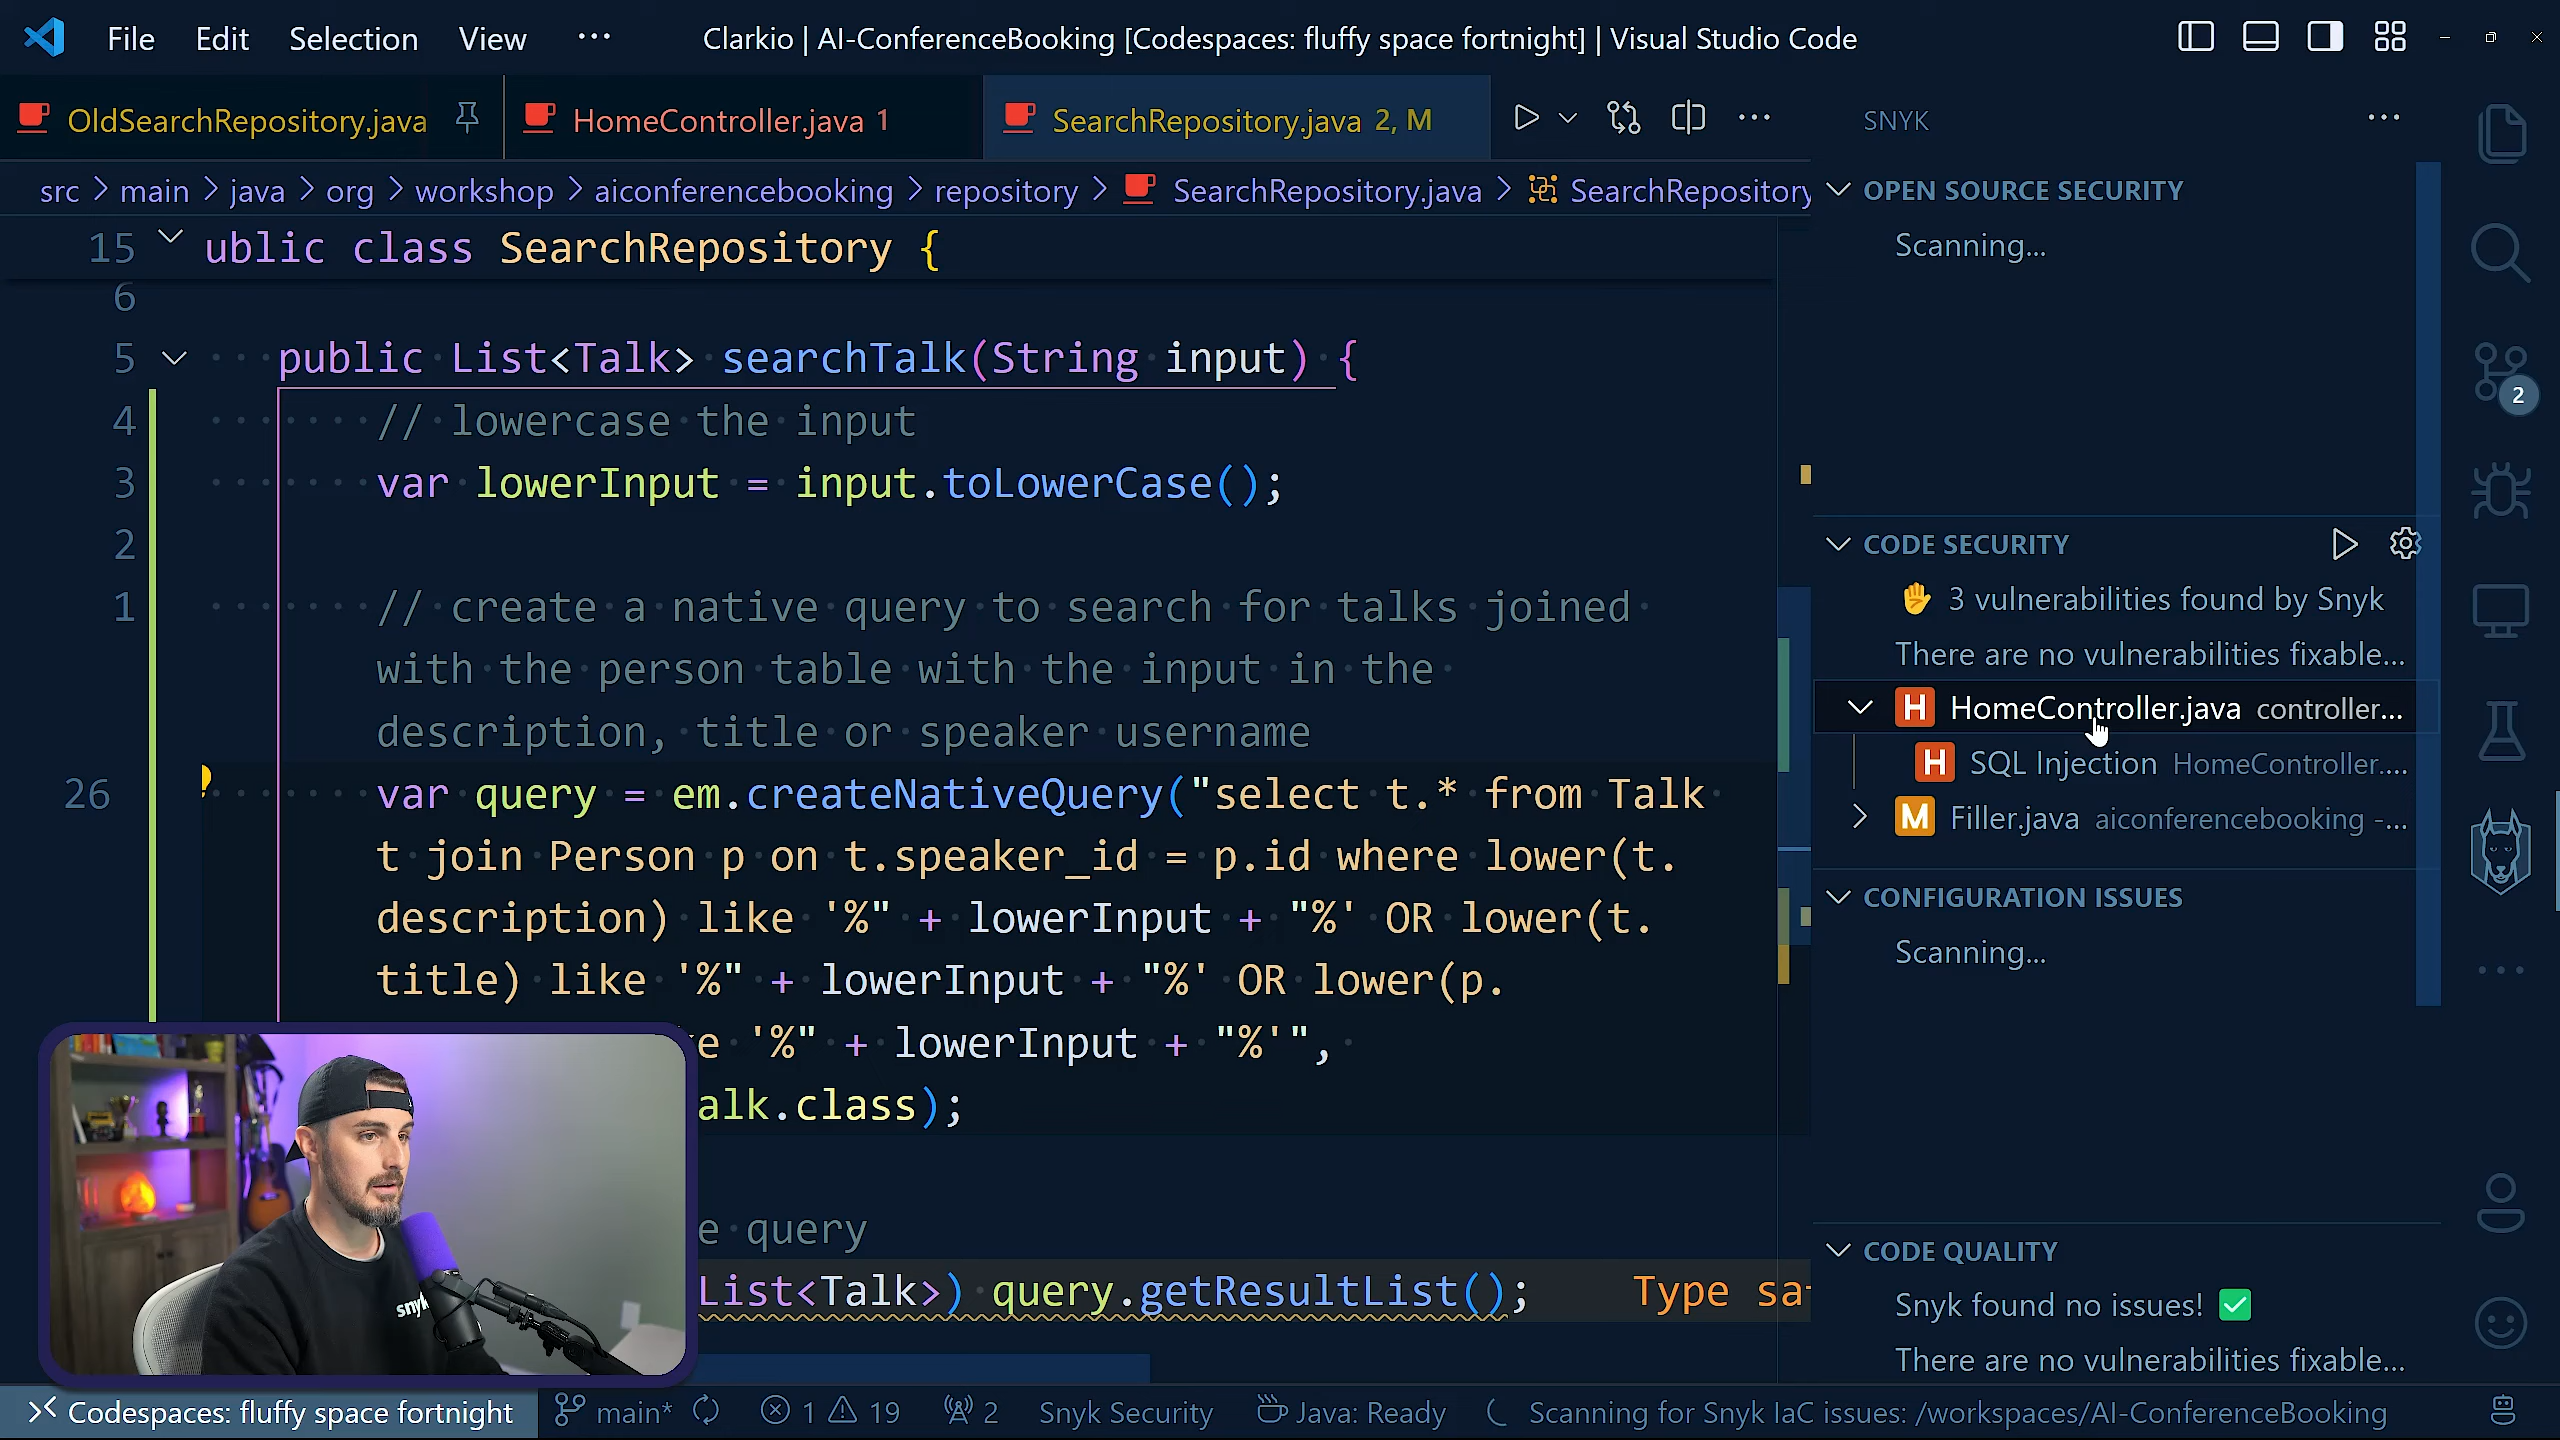 File Edit Selection View ··· Clarkio | AI-ConferenceBooking [Codespaces: fluffy space fortnight] | Visual Studio Code
OldSearchRepository.java HomeController.java 1 SearchRepository.java 2, M
src > main > java > org > workshop > aiconferencebooking > repository > SearchRepository.java > SearchRepository
15 ublic class SearchRepository {
6
5 public List<Talk> searchTalk(String input) {
4 // lowercase the input
3 var lowerInput = input.toLowerCase();
2
1 // create a native query to search for talks joined
with the person table with the input in the
description, title or speaker username
26 var query = em.createNativeQuery("select t.* from Talk
t join Person p on t.speaker_id = p.id where lower(t.
description) like '%" + lowerInput + "%' OR lower(t.
title) like '%" + lowerInput + "%' OR lower(p.
ke '%" + lowerInput + "%'",
alk.class);
e query
List<Talk>) query.getResultList(); Type sa
snyk
SNYK
OPEN SOURCE SECURITY
Scanning...
CODE SECURITY
✋ 3 vulnerabilities found by Snyk
There are no vulnerabilities fixable...
H HomeController.java controller...
H SQL Injection HomeController....
M Filler.java aiconferencebooking -...
CONFIGURATION ISSUES
Scanning...
CODE QUALITY
Snyk found no issues! ✅
There are no vulnerabilities fixable...
2
Codespaces: fluffy space fortnight main* 1 19 2 Snyk Security Java: Ready Scanning for Snyk IaC issues: /workspaces/AI-ConferenceBooking